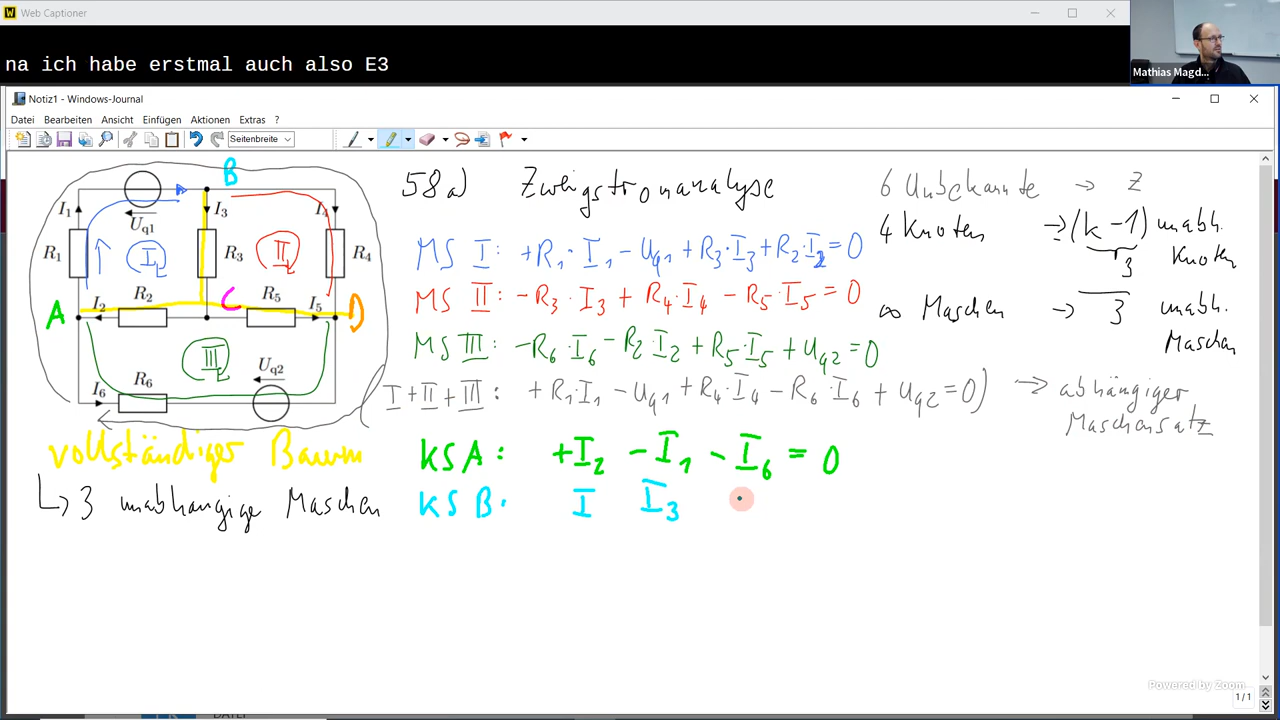 Web Captioner
na ich habe erstmal auch also E3
Mathias Magd...
Notiz1 - Windows-Journal
Datei Bearbeiten Ansicht Einfügen Aktionen Extras ?
Seitenbreite
58a) Zweigstromanalyse
6 Unbekannte → Z
4 Knoten → (k-1) unabh. Knoten
3
∞ Maschen → 3 unabh. Maschen
B
I1
Uq1
I3
I4
R1
I
R3
II
R4
A
I2
R2
C
R5
I5
D
III
Uq2
I6
R6
MS I: +R1·I1 - Uq1 + R3·I3 + R2·I2 = 0
MS II: -R3·I3 + R4·I4 - R5·I5 = 0
MS III: -R6·I6 - R2·I2 + R5·I5 + Uq2 = 0
I+II+III: +R1·I1 - Uq1 + R4·I4 - R6·I6 + Uq2 = 0) → abhängiger Maschensatz
vollständiger Baum
↳ 3 unabhängige Maschen
KSA: +I2 - I1 - I6 = 0
KSB: I I3
Powered by Zoom
1/1